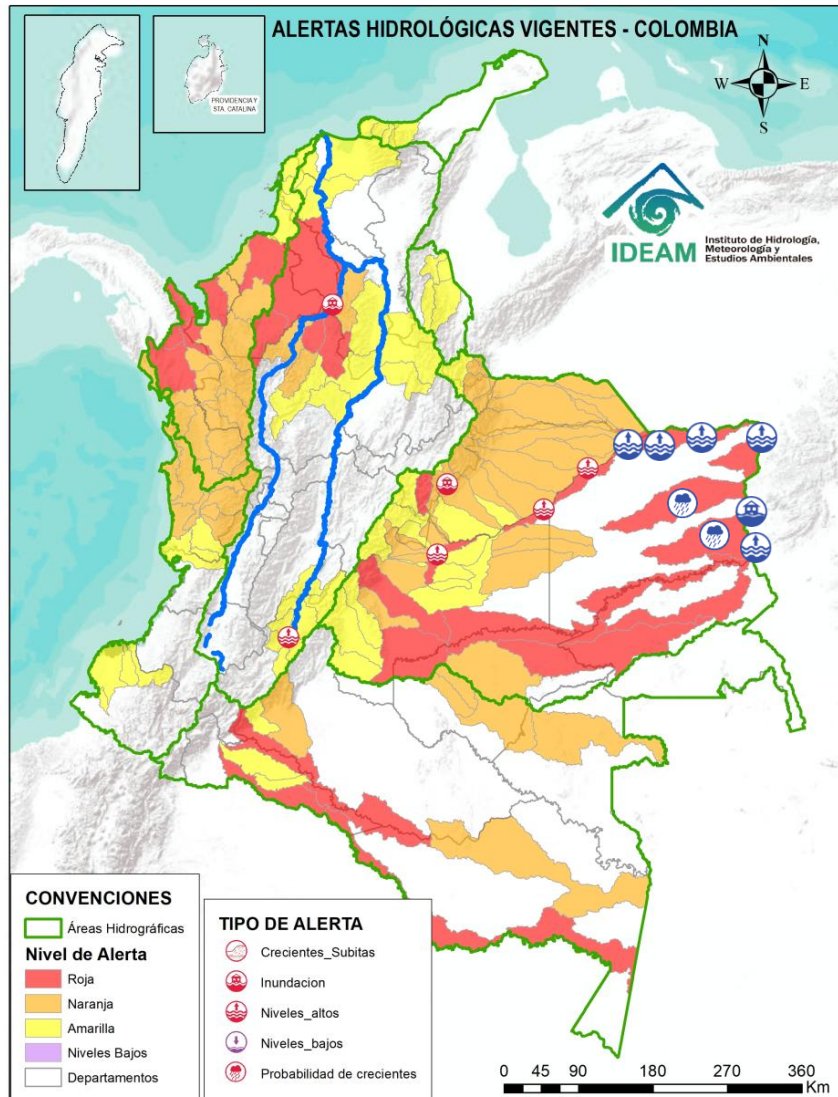 ALERTAS HIDROLÓGICAS VIGENTES - COLOMBIA
N
W
E
S
PROVIDENCIA Y
STA. CATALINA
IDEAM
Instituto de Hidrología,
Meteorología y
Estudios Ambientales
CONVENCIONES
Áreas Hidrográficas
Nivel de Alerta
Roja
Naranja
Amarilla
Niveles Bajos
Departamentos
TIPO DE ALERTA
Crecientes_Subitas
Inundacion
Niveles_altos
Niveles_bajos
Probabilidad de crecientes
0 45 90 180 270 360
Km